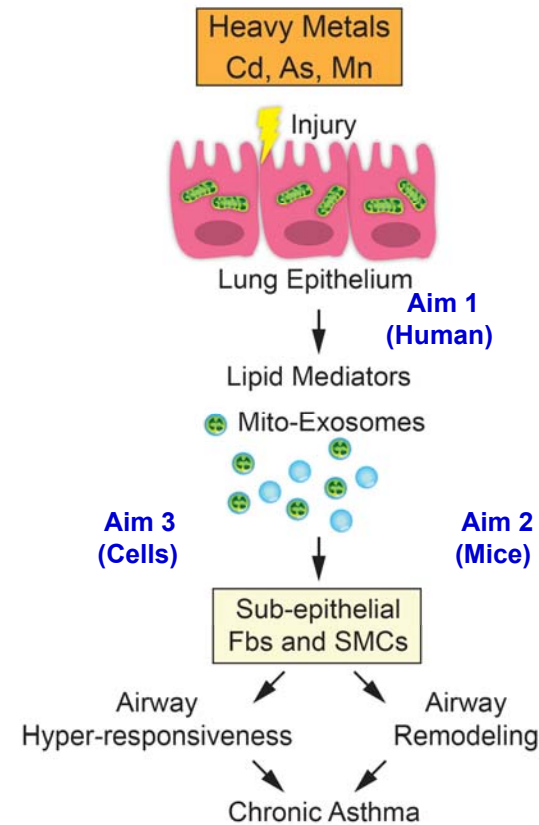 Heavy Metals
Cd, As, Mn
Injury
Lung Epithelium
Aim 1
(Human)
Lipid Mediators
Mito-Exosomes
Aim 3
(Cells)
Aim 2
(Mice)
Sub-epithelial
Fbs and SMCs
Airway
Hyper-responsiveness
Airway
Remodeling
Chronic Asthma